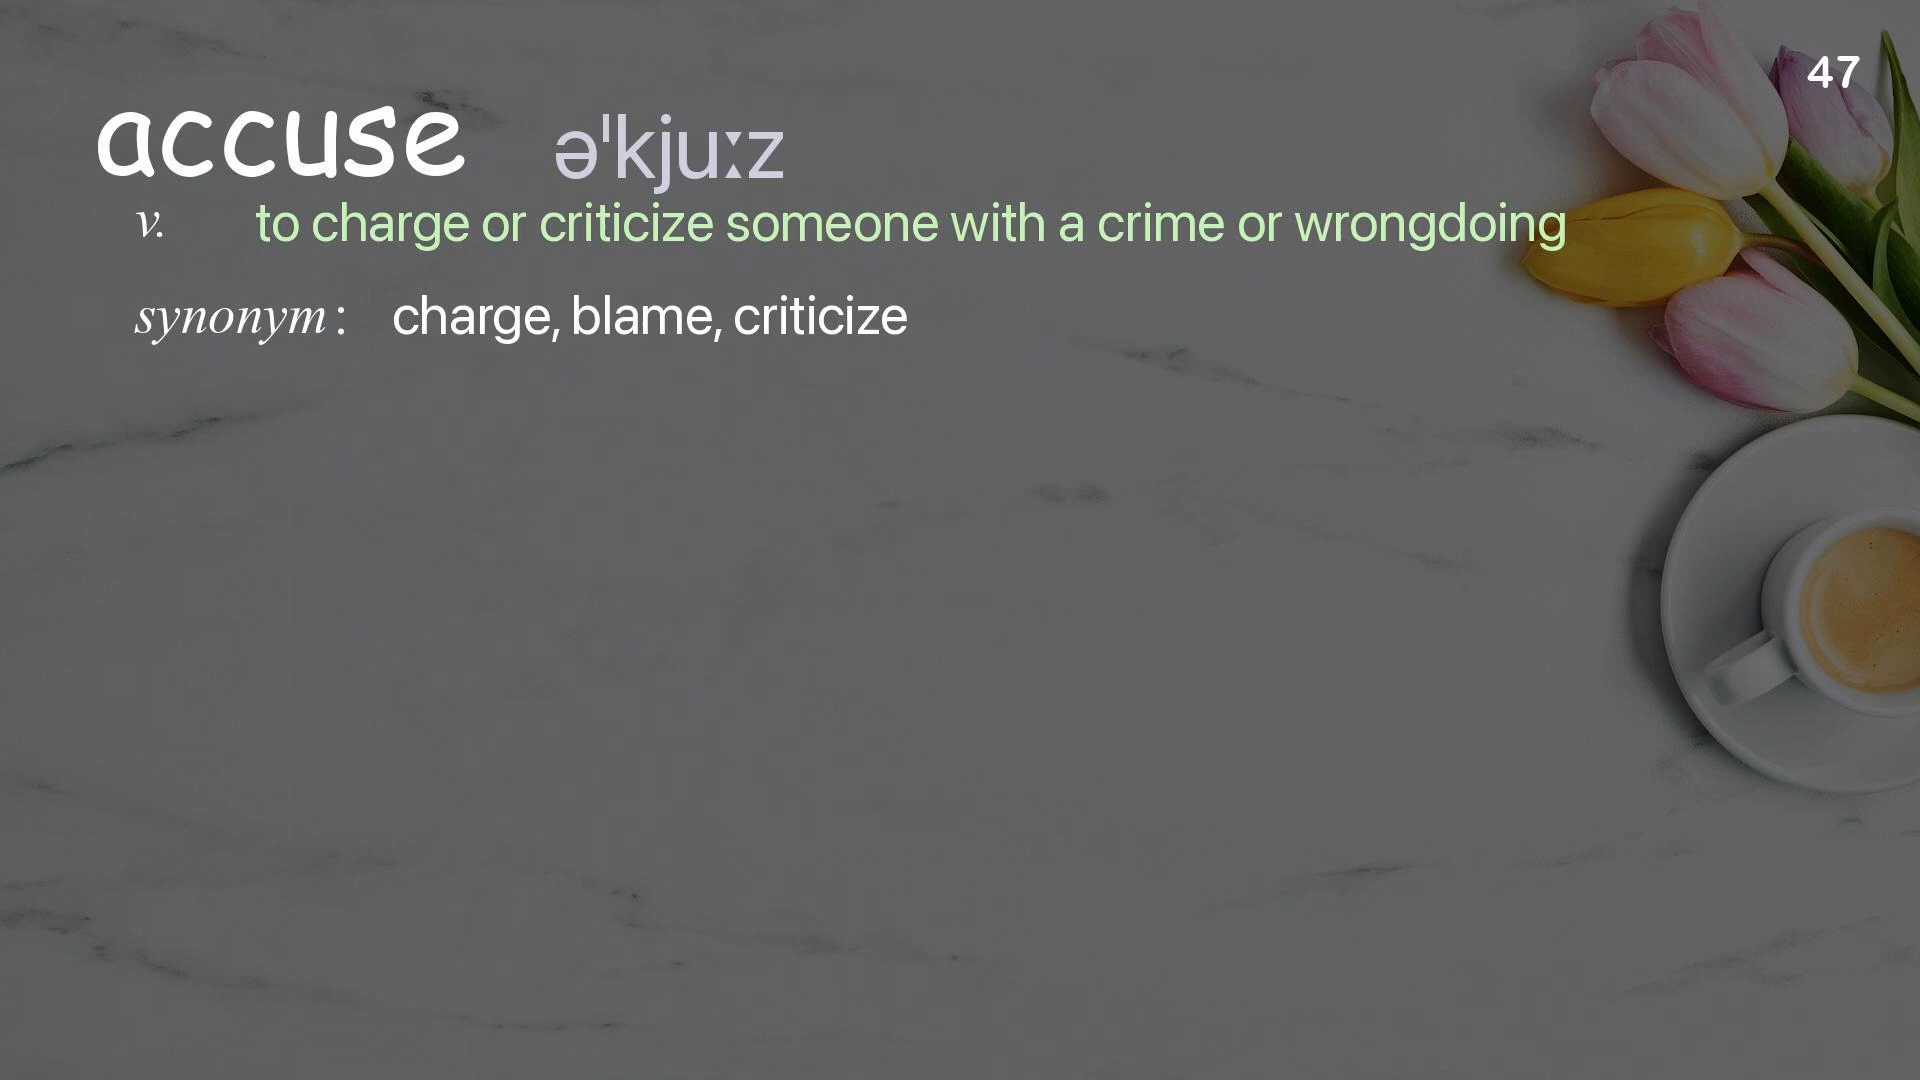 47
accuse əˈkjuːz
v. to charge or criticize someone with a crime or wrongdoing
synonym : charge, blame, criticize